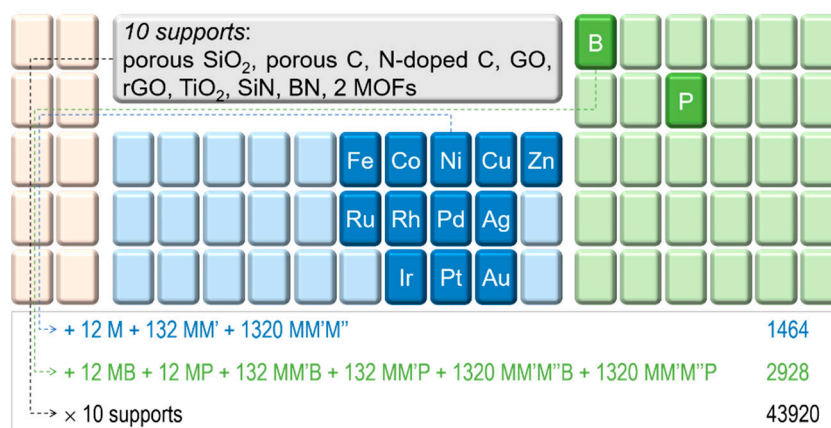 10 supports:
porous SiO₂, porous C, N-doped C, GO,
rGO, TiO₂, SiN, BN, 2 MOFs
B
P
Fe Co Ni Cu Zn
Ru Rh Pd Ag
Ir Pt Au
+ 12 M + 132 MM' + 1320 MM'M" 1464
+ 12 MB + 12 MP + 132 MM'B + 132 MM'P + 1320 MM'M"B + 1320 MM'M"P 2928
× 10 supports 43920